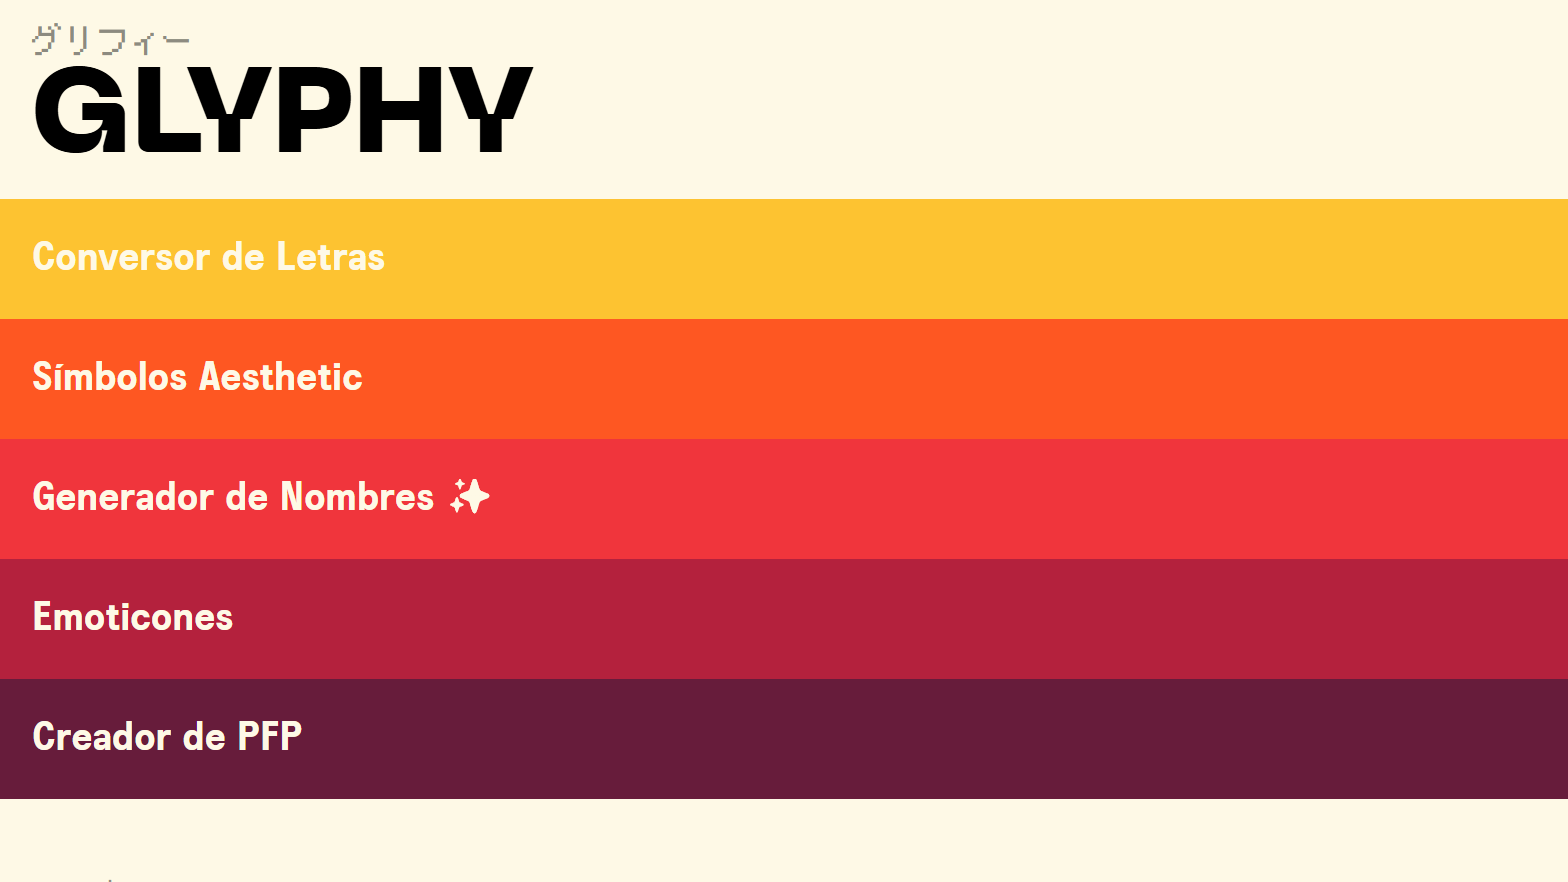 グリフィー
GLYPHY
Conversor de Letras
Símbolos Aesthetic
Generador de Nombres
Emoticones
Creador de PFP